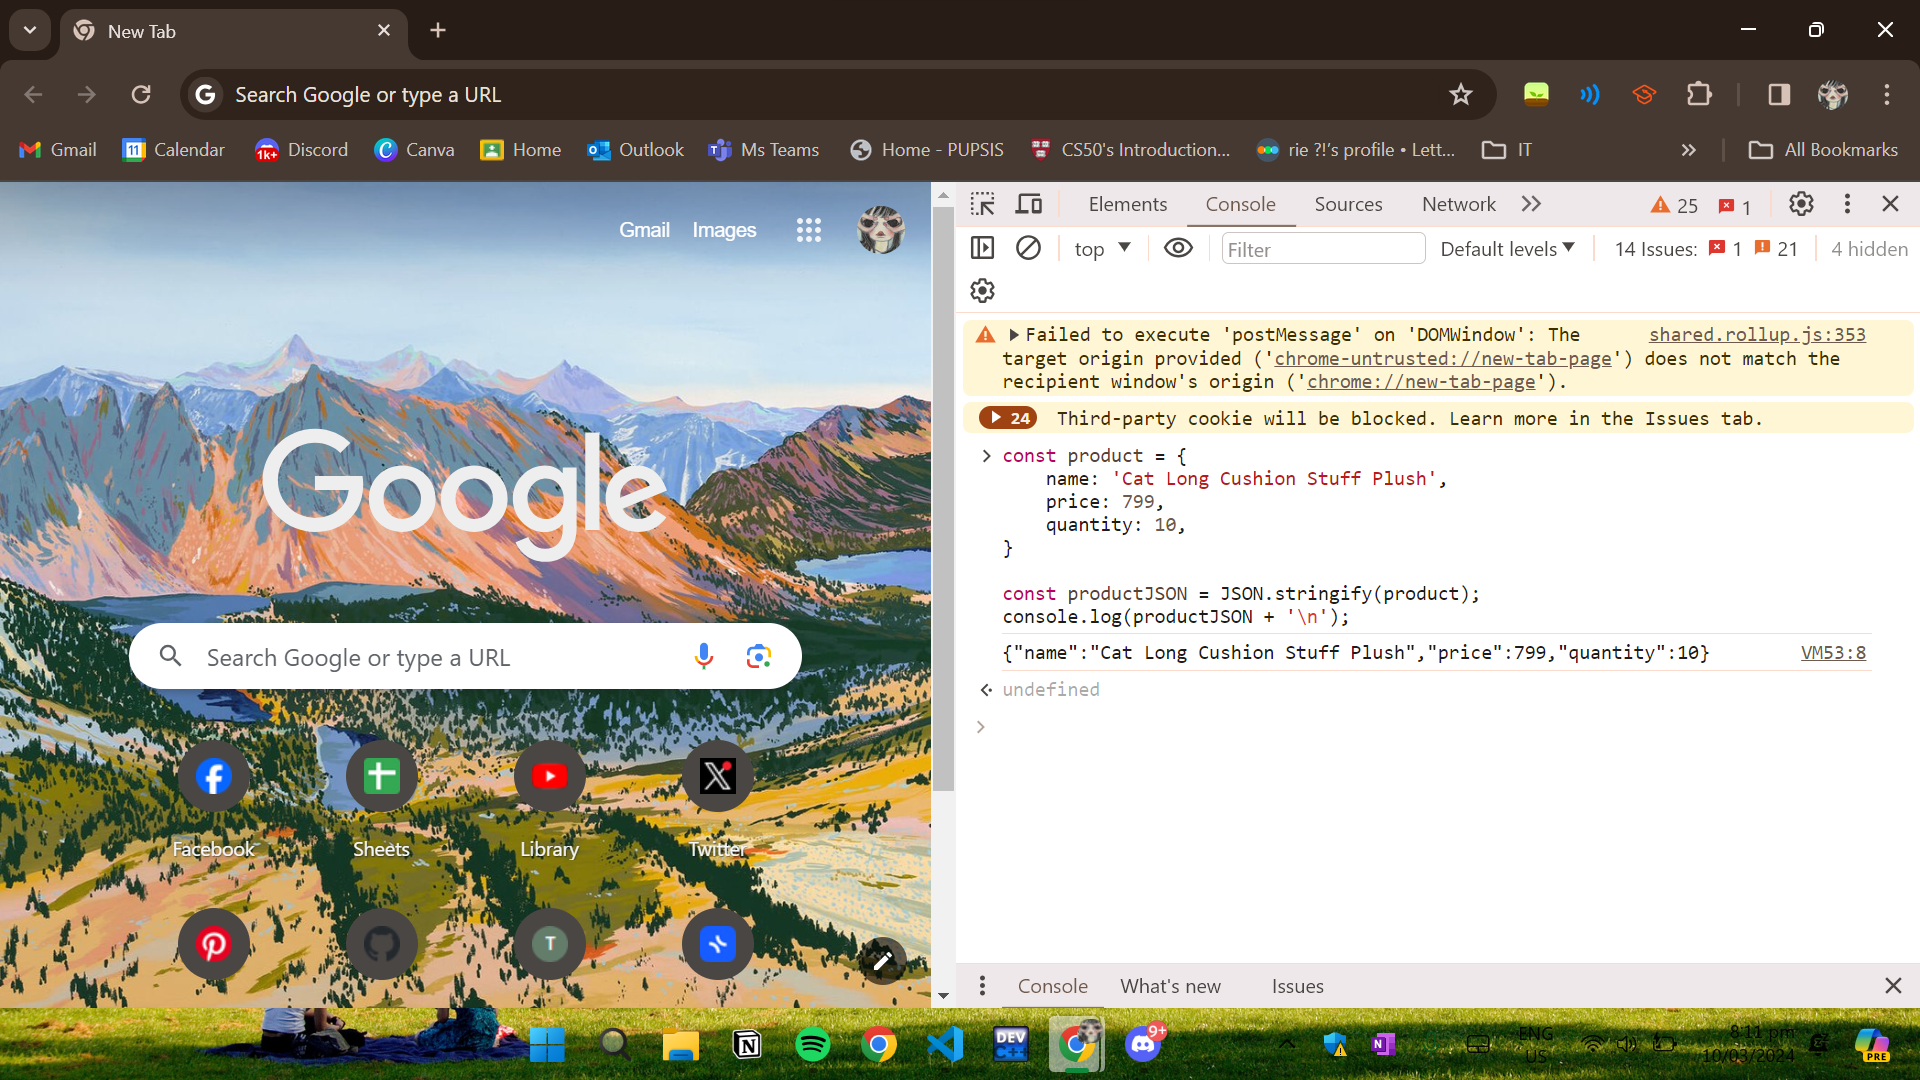 New Tab
Search Google or type a URL
Gmail Calendar 1k+ Discord Canva Home Outlook Ms Teams Home - PUPSIS CS50's Introduction... rie ?!’s profile • Lett... IT All Bookmarks
Gmail Images
Google
Search Google or type a URL
Facebook Sheets Library Twitter
T
Elements Console Sources Network 25 1
top Filter Default levels 14 Issues: 1 21 4 hidden
Failed to execute 'postMessage' on 'DOMWindow': The shared.rollup.js:353
target origin provided ('chrome-untrusted://new-tab-page') does not match the
recipient window's origin ('chrome://new-tab-page').
24 Third-party cookie will be blocked. Learn more in the Issues tab.
const product = {
name: 'Cat Long Cushion Stuff Plush',
price: 799,
quantity: 10,
}
const productJSON = JSON.stringify(product);
console.log(productJSON + '\n');
{"name":"Cat Long Cushion Stuff Plush","price":799,"quantity":10} VM53:8
undefined
Console What's new Issues
DEV C++
9+
ENG
US
8:11 pm
10/03/2024
PRE